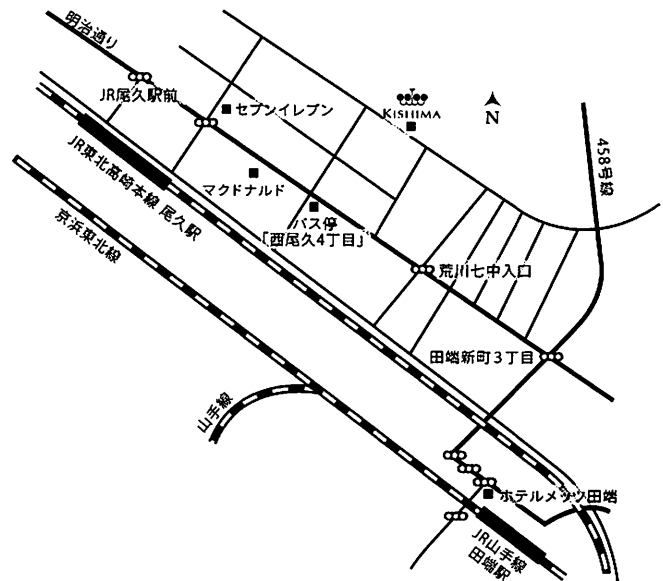 明治通り
JR尾久駅前
セブンイレブン
KISHIMA
N
458号線
JR東北高崎本線 尾久駅
マクドナルド
バス停
「西尾久4丁目」
京浜東北線
荒川七中入口
田端新町3丁目
山手線
ホテルメッツ田端
JR山手線
田端駅